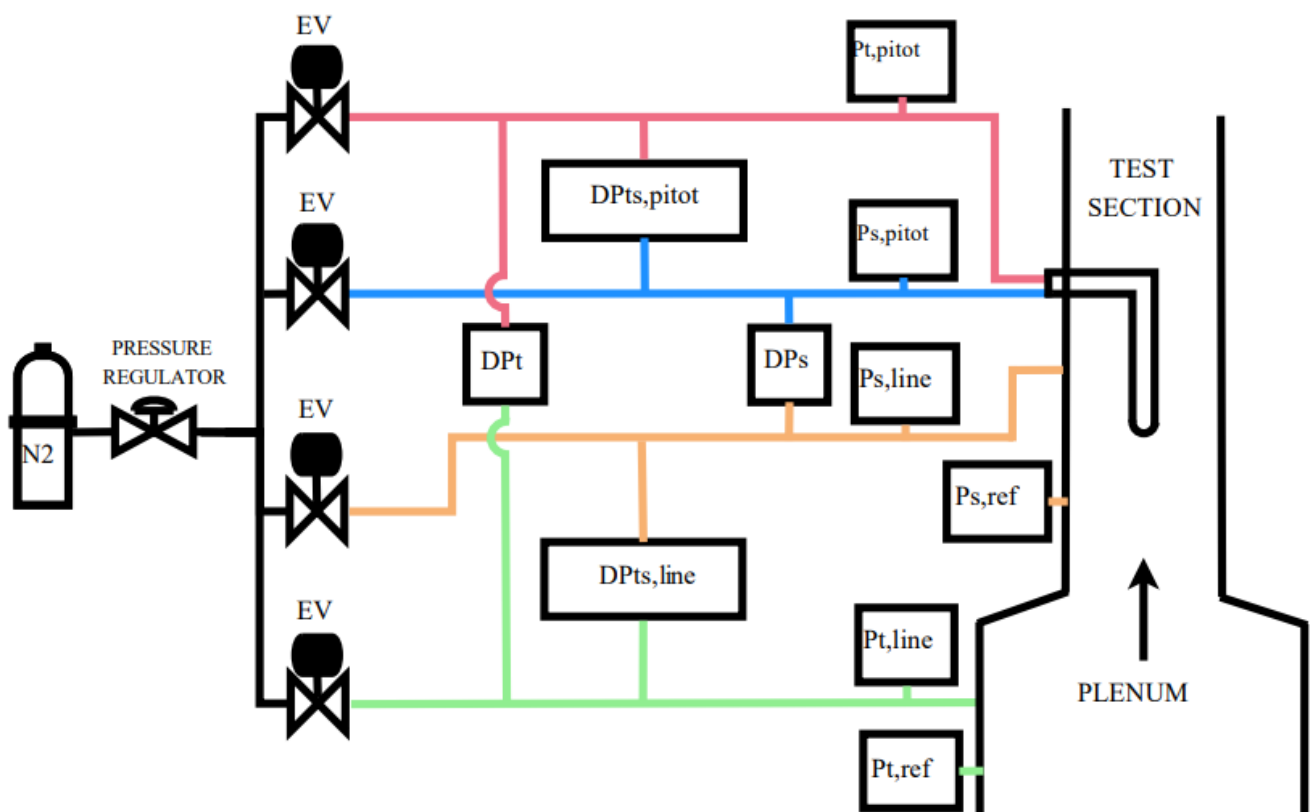 EV
Pt,pitot
TEST
SECTION
DPts,pitot
EV
Ps,pitot
PRESSURE
REGULATOR
DPt
DPs
Ps,line
EV
N2
Ps,ref
DPts,line
EV
Pt,line
PLENUM
Pt,ref